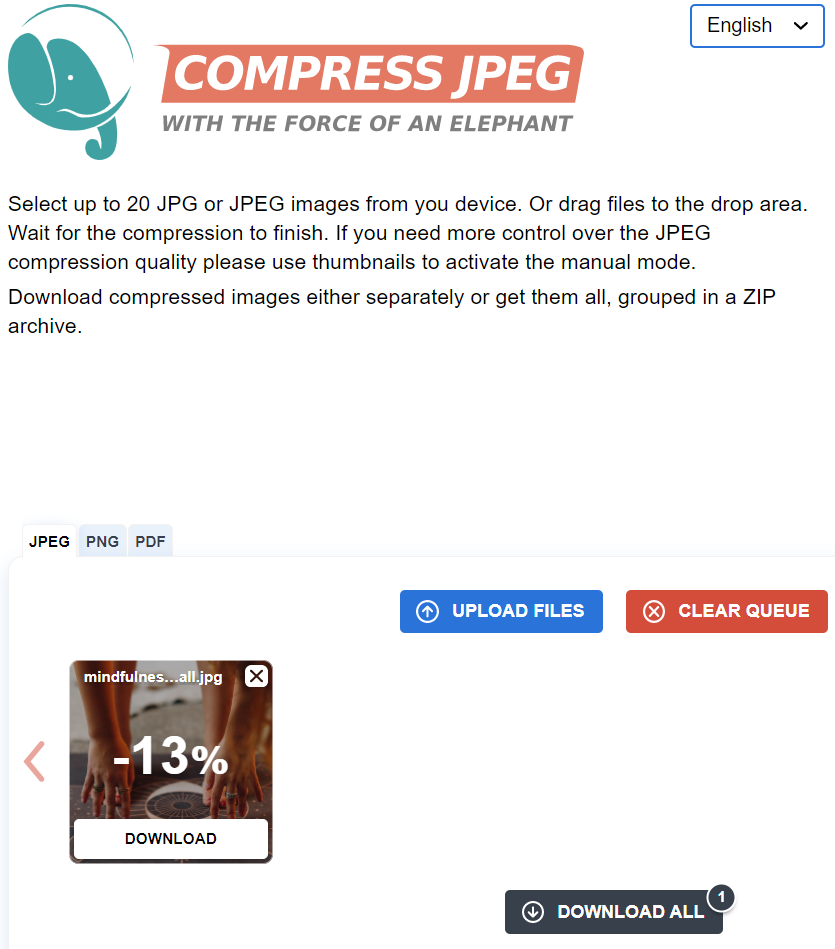 English
COMPRESS JPEG
WITH THE FORCE OF AN ELEPHANT
Select up to 20 JPG or JPEG images from you device. Or drag files to the drop area.
Wait for the compression to finish. If you need more control over the JPEG
compression quality please use thumbnails to activate the manual mode.
Download compressed images either separately or get them all, grouped in a ZIP
archive.
JPEG PNG PDF
UPLOAD FILES CLEAR QUEUE
mindfulnes...all.jpg
-13%
DOWNLOAD
DOWNLOAD ALL 1